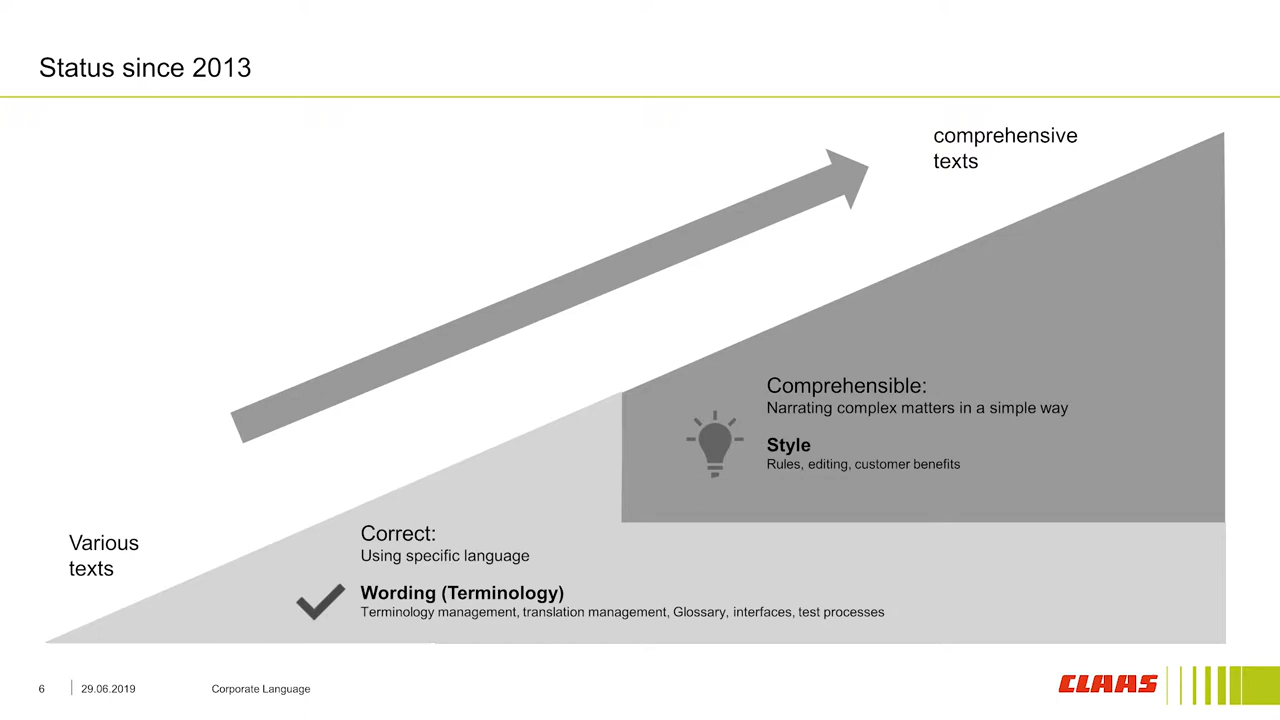 Status since 2013
comprehensive
texts
Comprehensible:
Narrating complex matters in a simple way
Style
Rules, editing, customer benefits
Various
texts
Correct:
Using specific language
Wording (Terminology)
Terminology management, translation management, Glossary, interfaces, test processes
6
29.06.2019
Corporate Language
CLAAS